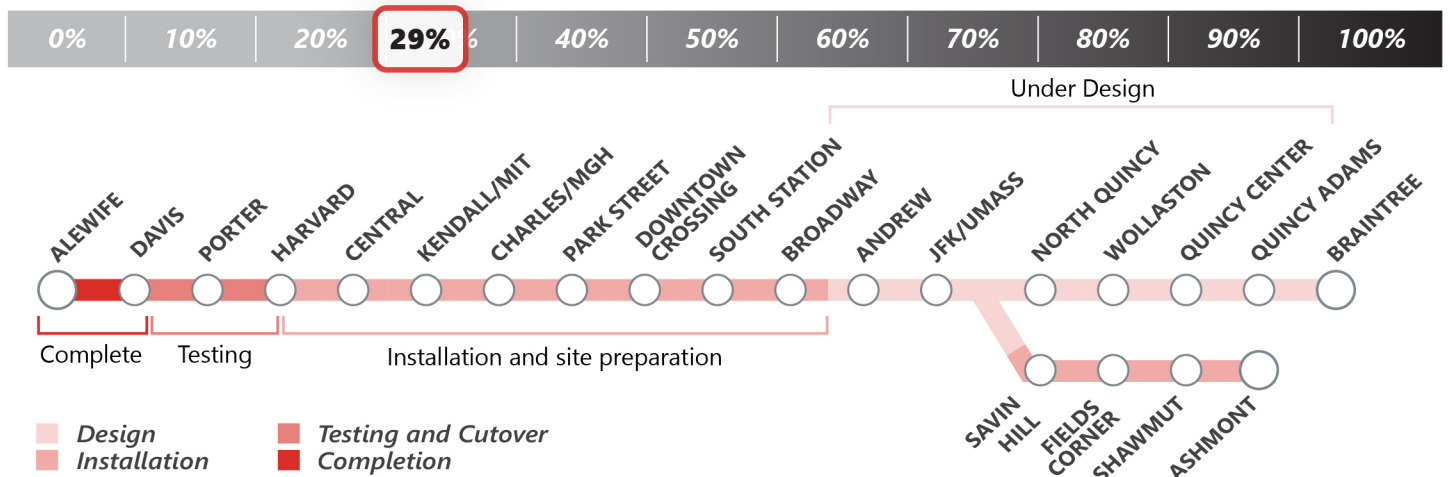 0% 10% 20% 29% % 40% 50% 60% 70% 80% 90% 100%
Under Design
ALEWIFE
DAVIS
PORTER
HARVARD
CENTRAL
KENDALL/MIT
CHARLES/MGH
PARK STREET
DOWNTOWN
CROSSING
SOUTH STATION
BROADWAY
ANDREW
JFK/UMASS
NORTH QUINCY
WOLLASTON
QUINCY CENTER
QUINCY ADAMS
BRAINTREE
Complete
Testing
Installation and site preparation
SAVIN
HILL
FIELDS
CORNER
SHAWMUT
ASHMONT
Design
Installation
Testing and Cutover
Completion